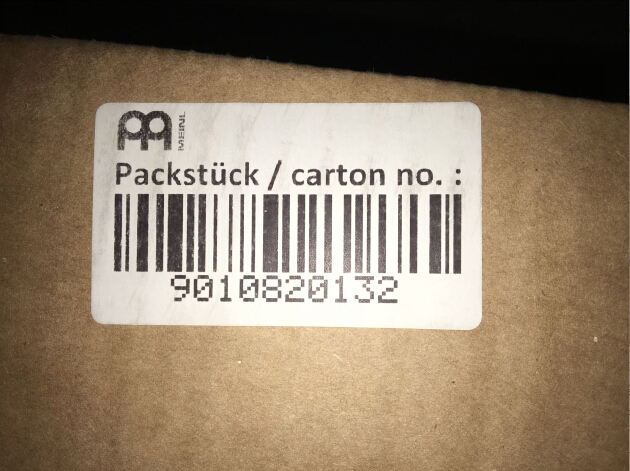 MEINL
Packstück / carton no. :
9010820132